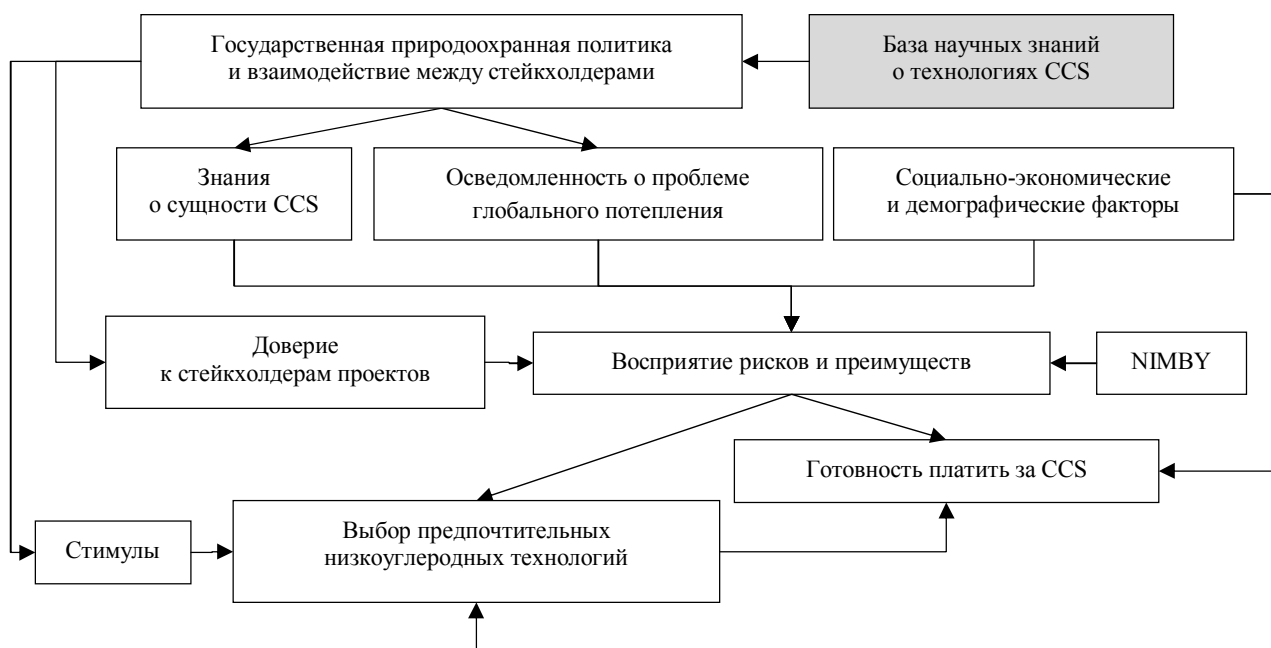 Государственная природоохранная политика
и взаимодействие между стейкхолдерами
База научных знаний
о технологиях CCS
Знания
о сущности CCS
Осведомленность о проблеме
глобального потепления
Социально-экономические
и демографические факторы
Доверие
к стейкхолдерам проектов
Восприятие рисков и преимуществ
NIMBY
Готовность платить за CCS
Стимулы
Выбор предпочтительных
низкоуглеродных технологий